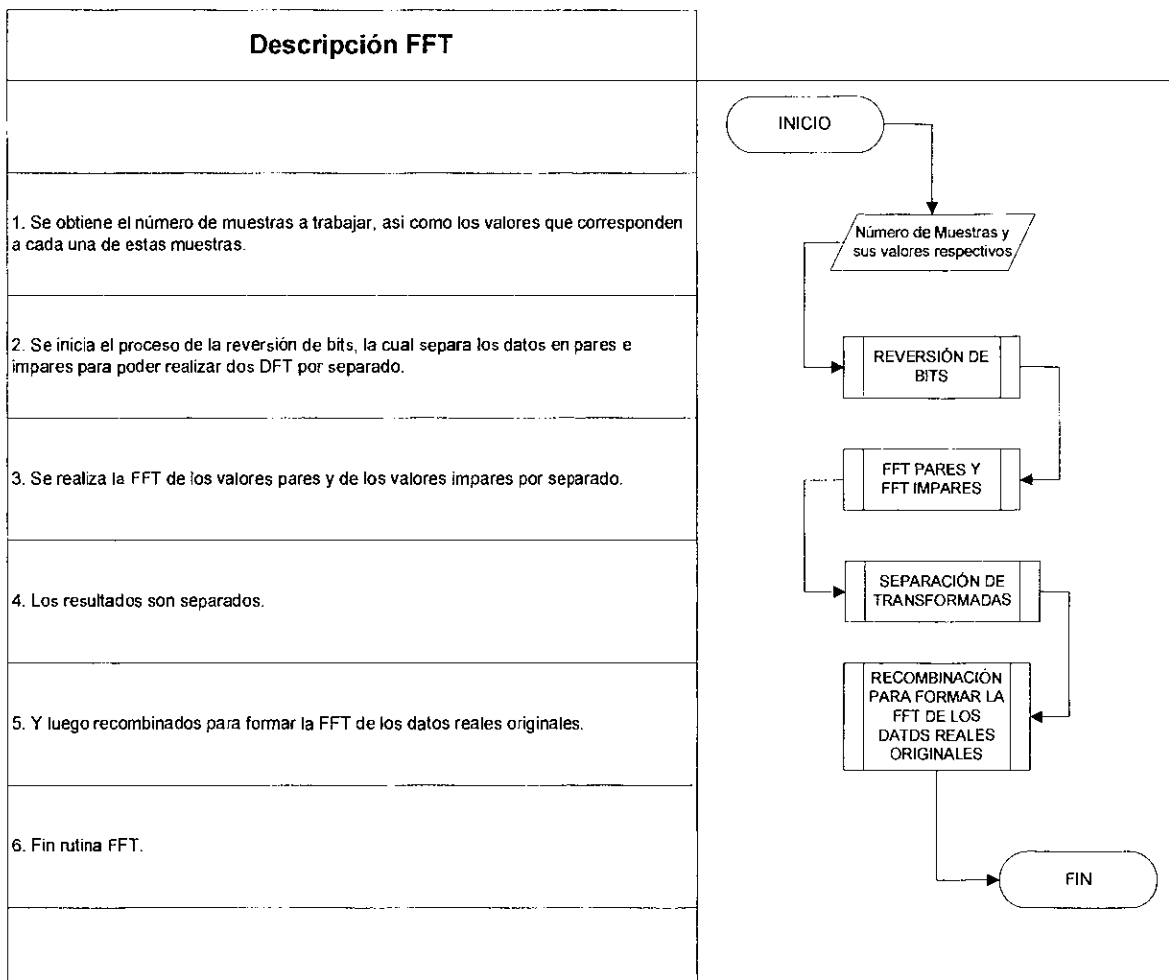 Descripción FFT
INICIO
1. Se obtiene el número de muestras a trabajar, asi como los valores que corresponden
a cada una de estas muestras.
Número de Muestras y
sus valores respectivos
2. Se inicia el proceso de la reversión de bits, la cual separa los datos en pares e
impares para poder realizar dos DFT por separado.
REVERSIÓN DE
BITS
3. Se realiza la FFT de los valores pares y de los valores impares por separado.
FFT PARES Y
FFT IMPARES
4. Los resultados son separados.
SEPARACIÓN DE
TRANSFORMADAS
5. Y luego recombinados para formar la FFT de los datos reales originales.
RECOMBINACIÓN
PARA FORMAR LA
FFT DE LOS
DATOS REALES
ORIGINALES
6. Fin rutina FFT.
FIN